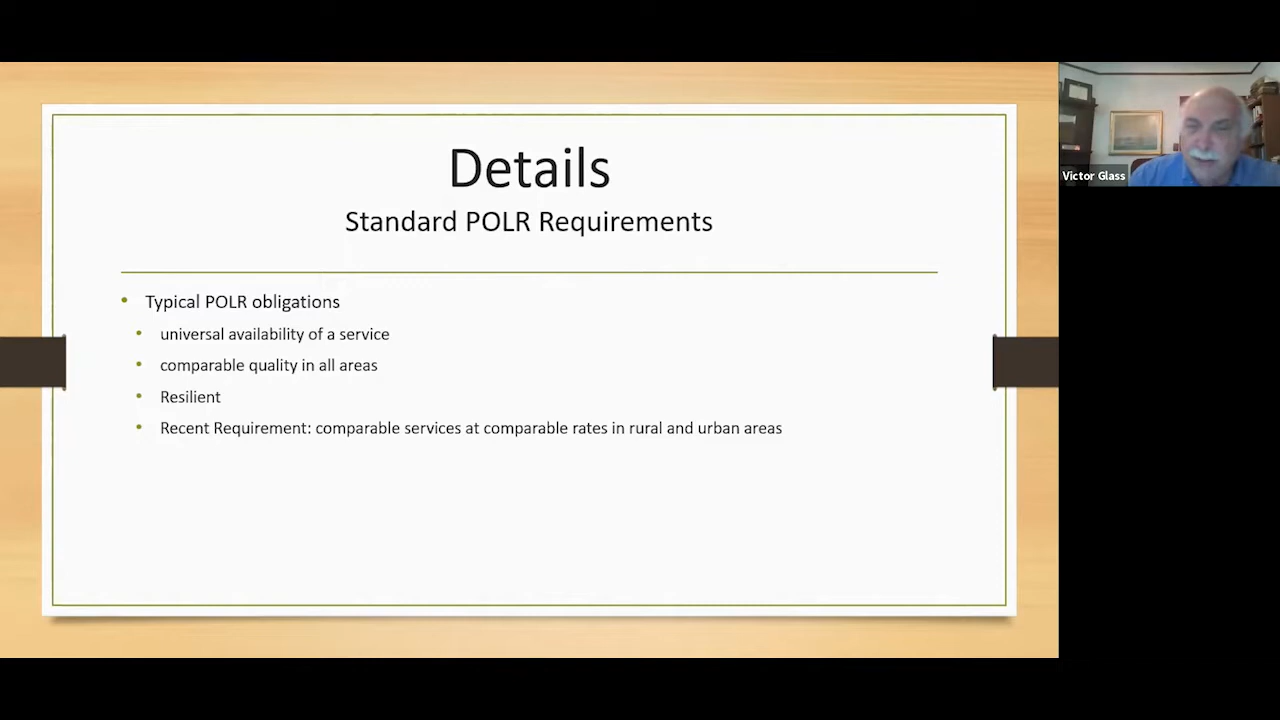 Details
Standard POLR Requirements
Typical POLR obligations
universal availability of a service
comparable quality in all areas
Resilient
Recent Requirement: comparable services at comparable rates in rural and urban areas
Victor Glass